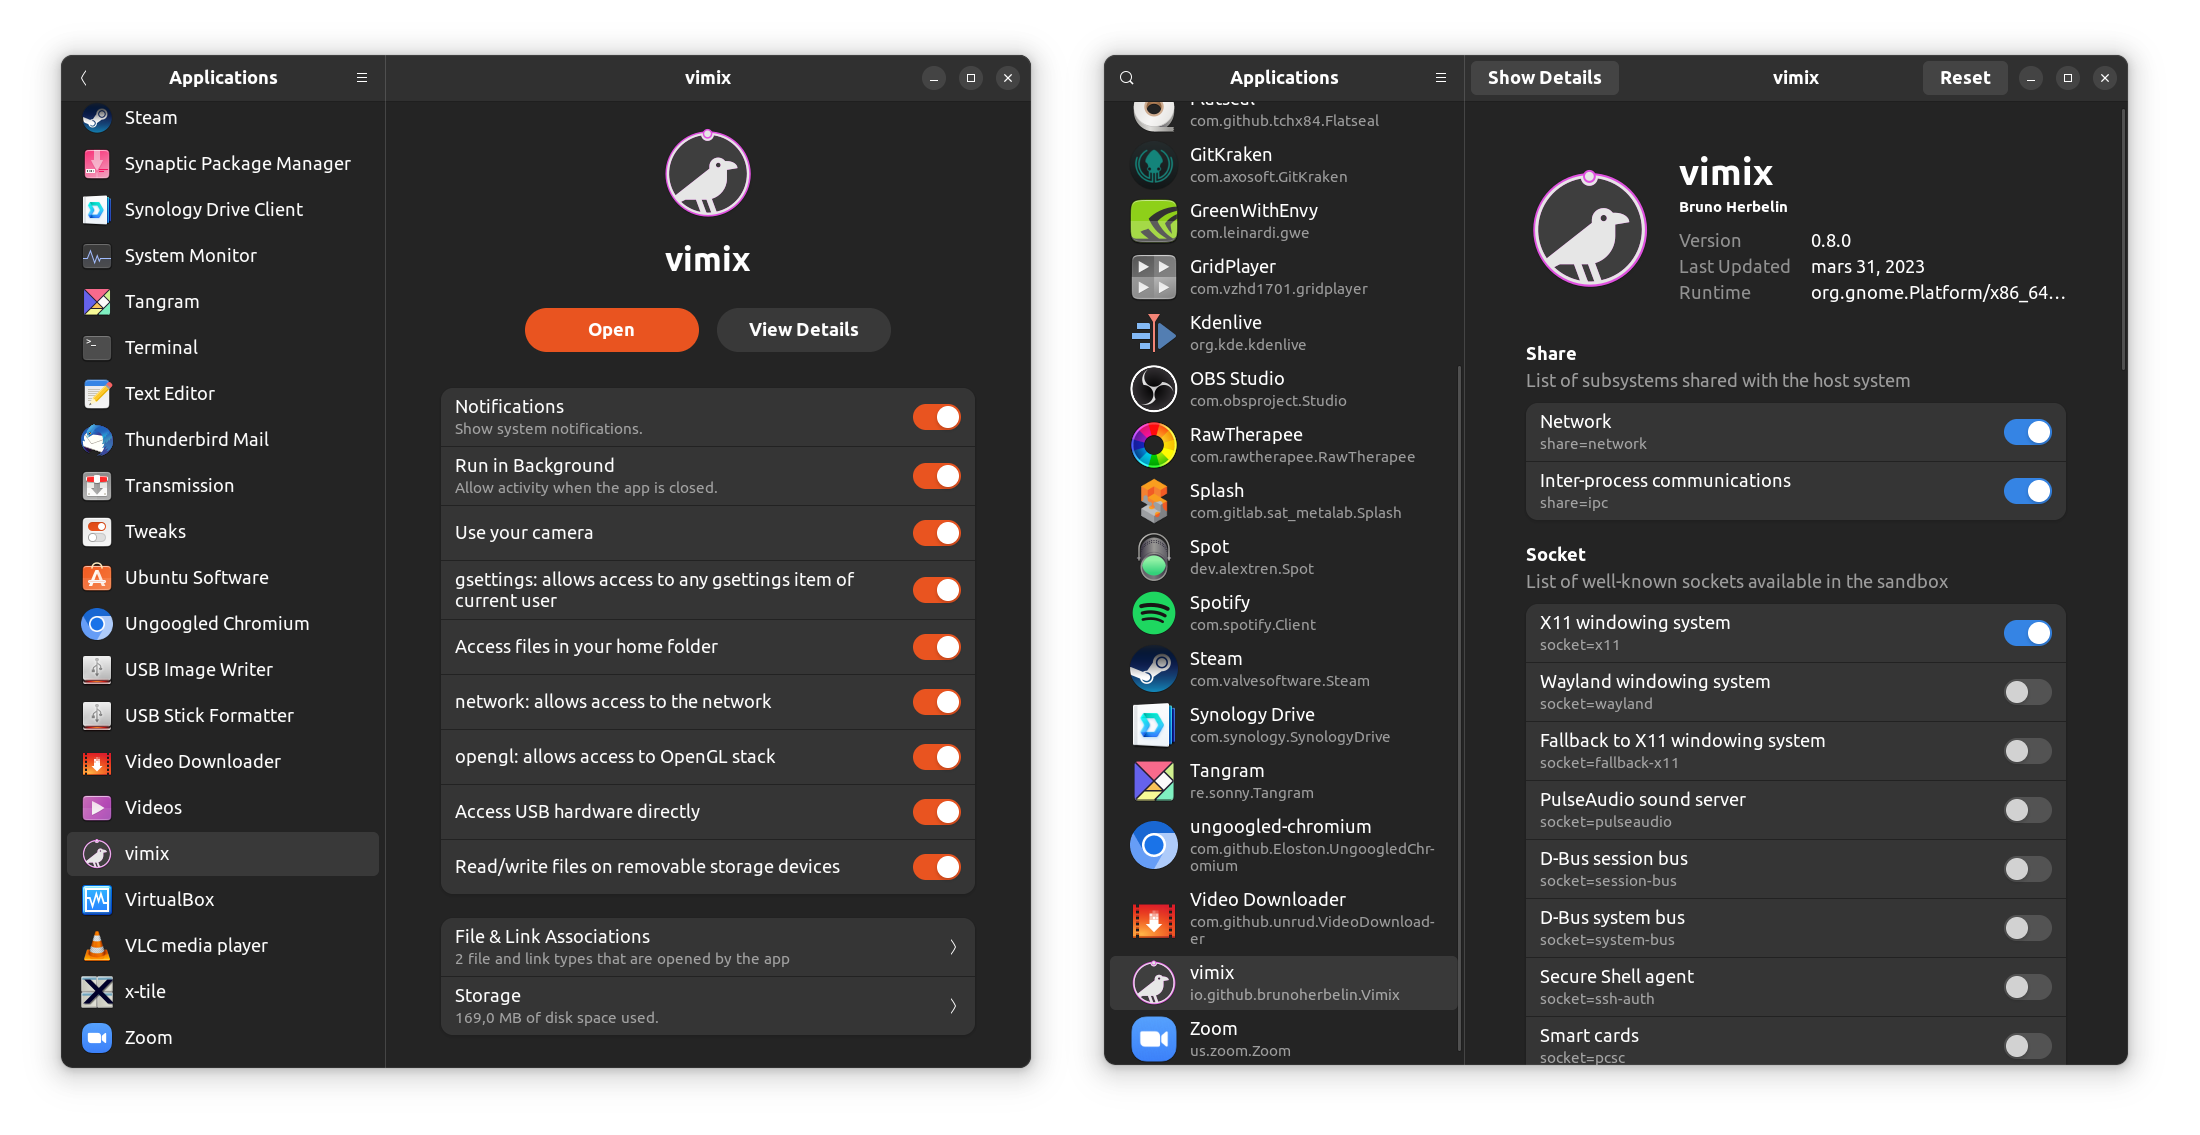 Applications
vimix
Steam
Synaptic Package Manager
Synology Drive Client
System Monitor
Tangram
Terminal
Text Editor
Thunderbird Mail
Transmission
Tweaks
Ubuntu Software
Ungoogled Chromium
USB Image Writer
USB Stick Formatter
Video Downloader
Videos
vimix
VirtualBox
VLC media player
x-tile
Zoom
vimix
Open
View Details
Notifications
Show system notifications.
Run in Background
Allow activity when the app is closed.
Use your camera
gsettings: allows access to any gsettings item of
current user
Access files in your home folder
network: allows access to the network
opengl: allows access to OpenGL stack
Access USB hardware directly
Read/write files on removable storage devices
File & Link Associations
2 file and link types that are opened by the app
Storage
169,0 MB of disk space used.
Applications
Show Details
vimix
Reset
Flatseal
com.github.tchx84.Flatseal
GitKraken
com.axosoft.GitKraken
GreenWithEnvy
com.leinardi.gwe
GridPlayer
com.vzhd1701.gridplayer
Kdenlive
org.kde.kdenlive
OBS Studio
com.obsproject.Studio
RawTherapee
com.rawtherapee.RawTherapee
Splash
com.gitlab.sat_metalab.Splash
Spot
dev.alextren.Spot
Spotify
com.spotify.Client
Steam
com.valvesoftware.Steam
Synology Drive
com.synology.SynologyDrive
Tangram
re.sonny.Tangram
ungoogled-chromium
com.github.Eloston.UngoogledChr-
omium
Video Downloader
com.github.unrud.VideoDownload-
er
vimix
io.github.brunoherbelin.Vimix
Zoom
us.zoom.Zoom
vimix
Bruno Herbelin
Version 0.8.0
Last Updated mars 31, 2023
Runtime org.gnome.Platform/x86_64...
Share
List of subsystems shared with the host system
Network
share=network
Inter-process communications
share=ipc
Socket
List of well-known sockets available in the sandbox
X11 windowing system
socket=x11
Wayland windowing system
socket=wayland
Fallback to X11 windowing system
socket=fallback-x11
PulseAudio sound server
socket=pulseaudio
D-Bus session bus
socket=session-bus
D-Bus system bus
socket=system-bus
Secure Shell agent
socket=ssh-auth
Smart cards
socket=pcsc